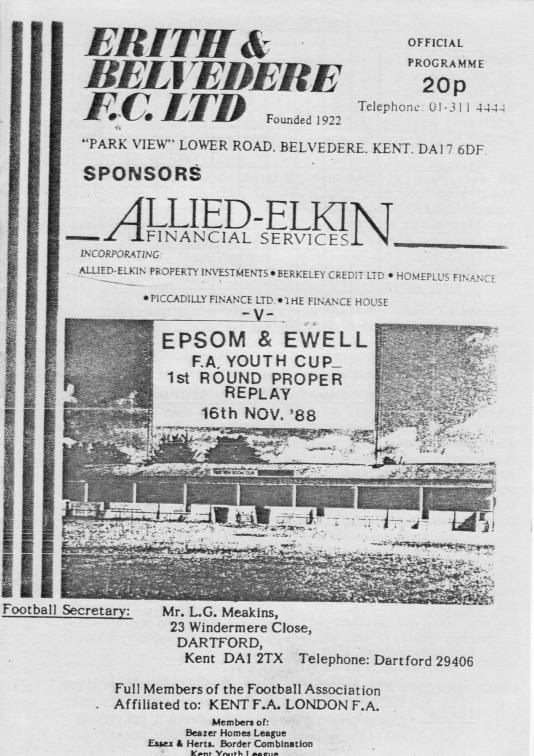 ERITH &
BELVEDERE
F.C. LTD
Founded 1922
OFFICIAL
PROGRAMME
20p
Telephone: 01-311 4444
"PARK VIEW" LOWER ROAD, BELVEDERE, KENT. DA17 6DF.
SPONSORS
ALLIED-ELKIN
FINANCIAL SERVICES
INCORPORATING:
ALLIED-ELKIN PROPERTY INVESTMENTS • BERKELEY CREDIT LTD • HOMEPLUS FINANCE
• PICCADILLY FINANCE LTD. • THE FINANCE HOUSE
-V-
EPSOM & EWELL
F.A. YOUTH CUP
1st ROUND PROPER
REPLAY
16th NOV. '88
Football Secretary: Mr. L.G. Meakins,
23 Windermere Close,
DARTFORD,
Kent DA1 2TX Telephone: Dartford 29406
Full Members of the Football Association
Affiliated to: KENT F.A. LONDON F.A.
Members of:
Beazer Homes League
Essex & Herts. Border Combination
Kent Youth League